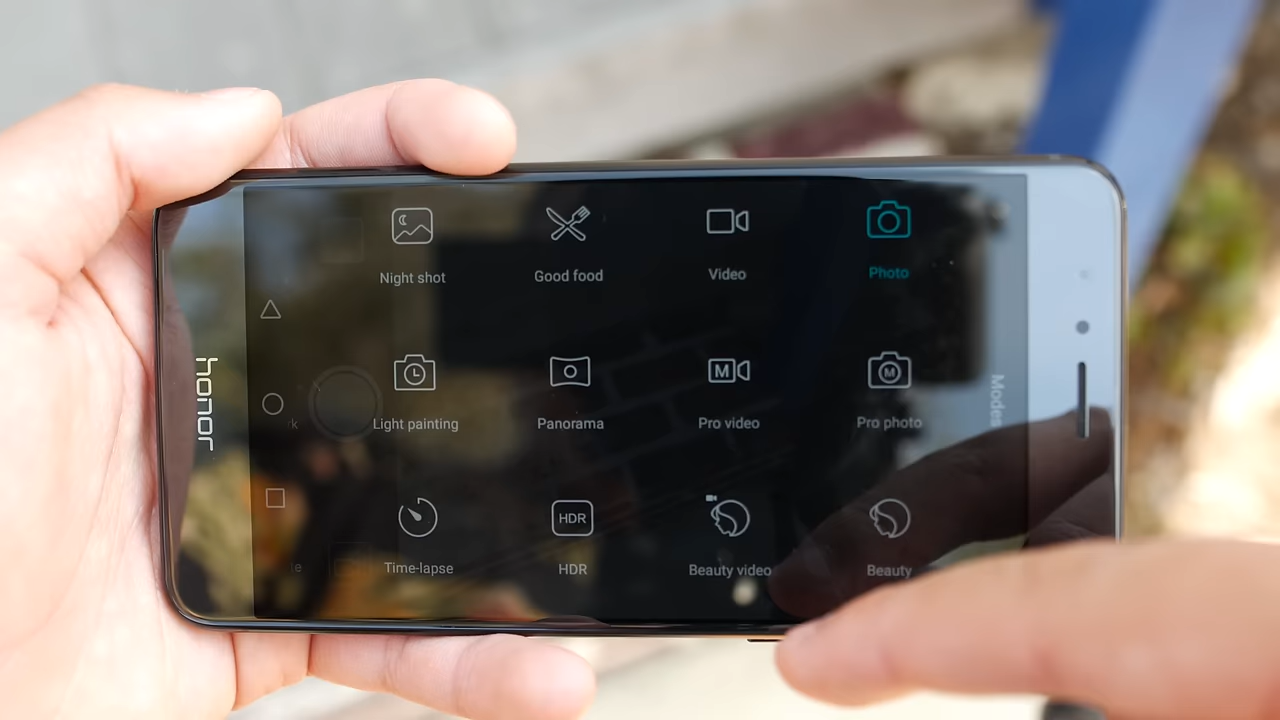 honor
Night shot
Good food
Video
Photo
Light painting
Panorama
M
Pro video
M
Pro photo
Modes
Time-lapse
HDR
HDR
Beauty video
Beauty